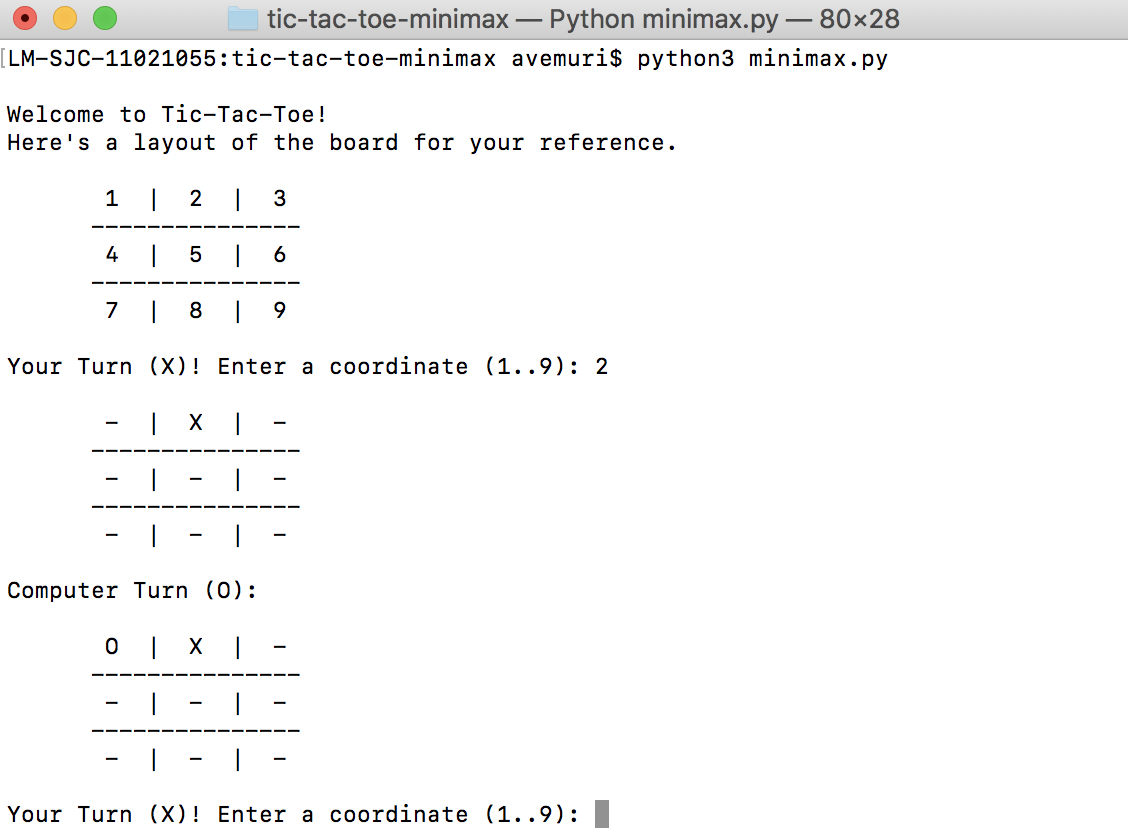 tic-tac-toe-minimax — Python minimax.py — 80×28
[LM-SJC-11021055:tic-tac-toe-minimax avemuri$ python3 minimax.py
Welcome to Tic-Tac-Toe!
Here's a layout of the board for your reference.
1 | 2 | 3
---------------
4 | 5 | 6
---------------
7 | 8 | 9
Your Turn (X)! Enter a coordinate (1..9): 2
- | X | -
---------------
- | - | -
---------------
- | - | -
Computer Turn (O):
O | X | -
---------------
- | - | -
---------------
- | - | -
Your Turn (X)! Enter a coordinate (1..9):